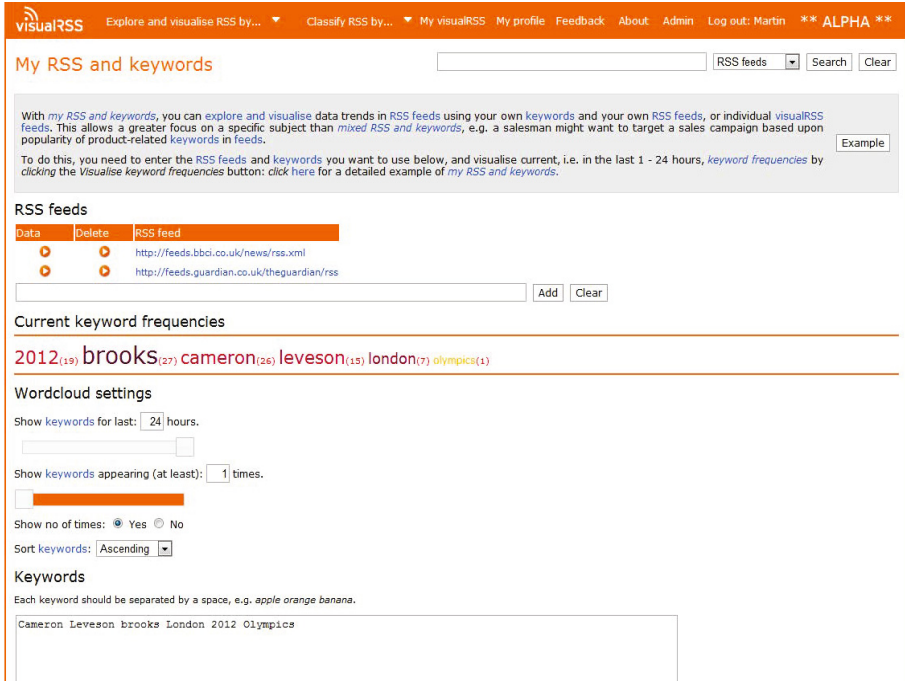 visualRSS Explore and visualise RSS by... Classify RSS by... My visualRSS My profile Feedback About Admin Log out: Martin ** ALPHA **
My RSS and keywords RSS feeds Search Clear
With my RSS and keywords, you can explore and visualise data trends in RSS feeds using your own keywords and your own RSS feeds, or individual visualRSS
feeds. This allows a greater focus on a specific subject than mixed RSS and keywords, e.g. a salesman might want to target a sales campaign based upon
popularity of product-related keywords in feeds.
Example
To do this, you need to enter the RSS feeds and keywords you want to use below, and visualise current, i.e. in the last 1 - 24 hours, keyword frequencies by
clicking the Visualise keyword frequencies button: click here for a detailed example of my RSS and keywords.
RSS feeds
Data Delete RSS feed
http://feeds.bbci.co.uk/news/rss.xml
http://feeds.guardian.co.uk/theguardian/rss
Add Clear
Current keyword frequencies
2012(19) brooks(27) cameron(26) leveson(15) london(7) olympics(1)
Wordcloud settings
Show keywords for last: 24 hours.
Show keywords appearing (at least): 1 times.
Show no of times: Yes No
Sort keywords: Ascending
Keywords
Each keyword should be separated by a space, e.g. apple orange banana.
Cameron Leveson brooks London 2012 Olympics